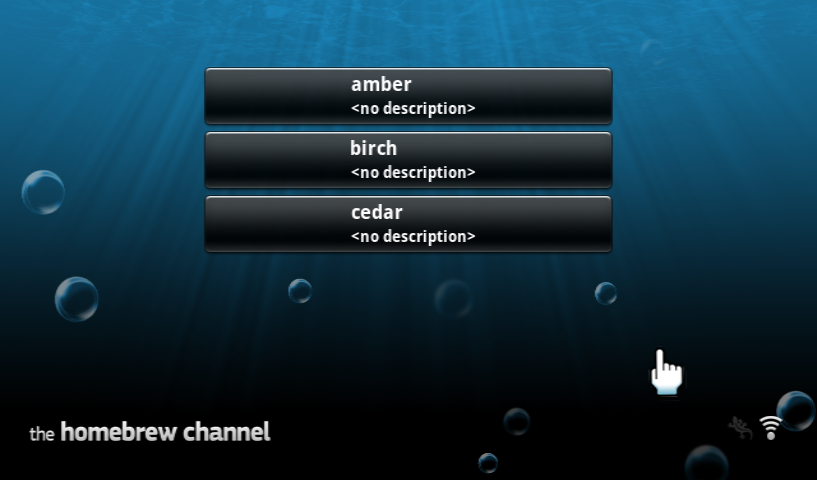 amber
<no description>
birch
<no description>
cedar
<no description>
the homebrew channel